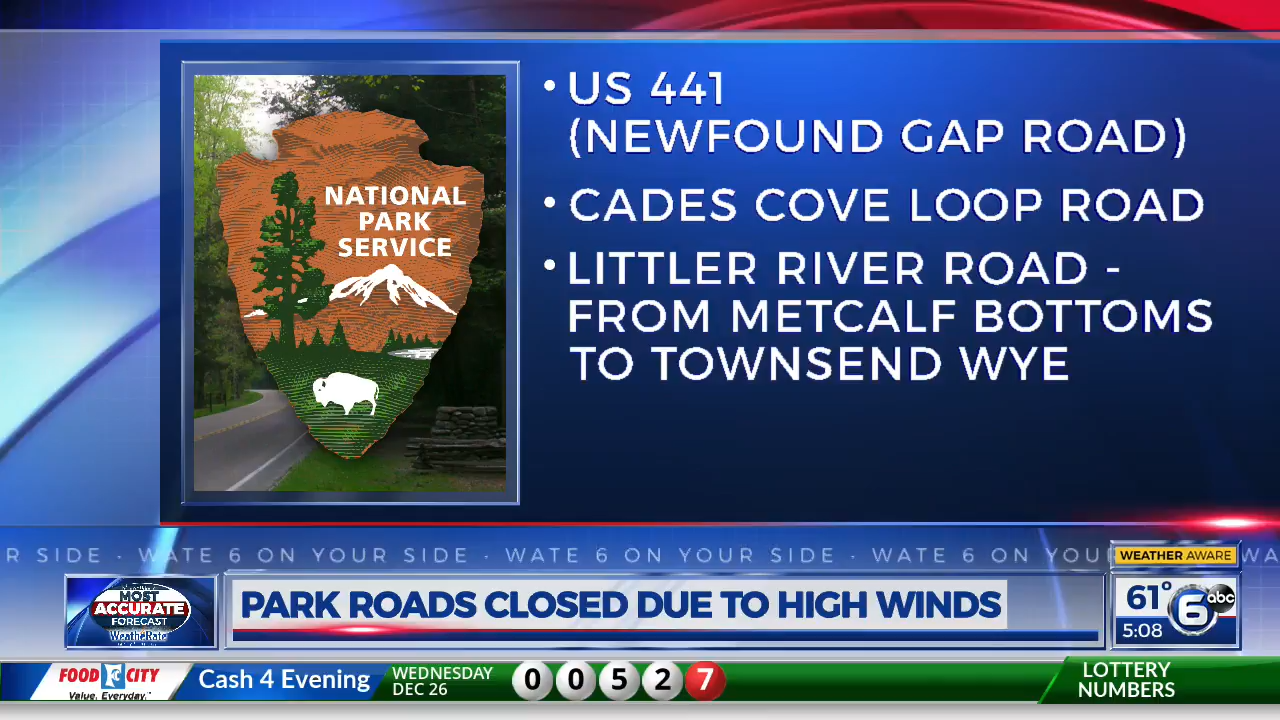 • US 441
(NEWFOUND GAP ROAD)
• CADES COVE LOOP ROAD
• LITTLER RIVER ROAD -
FROM METCALF BOTTOMS
TO TOWNSEND WYE
NATIONAL
PARK
SERVICE
R SIDE · WATE 6 ON YOUR SIDE · WATE 6 ON YOUR SIDE · WATE 6 ON YOU
WA
WEATHER AWARE
MOST
ACCURATE
FORECAST
WeatheRate
PARK ROADS CLOSED DUE TO HIGH WINDS
61°
6 abc
5:08
FOOD CITY
Value. Everyday.
Cash 4 Evening
WEDNESDAY
DEC 26
0 0 5 2 7
LOTTERY
NUMBERS